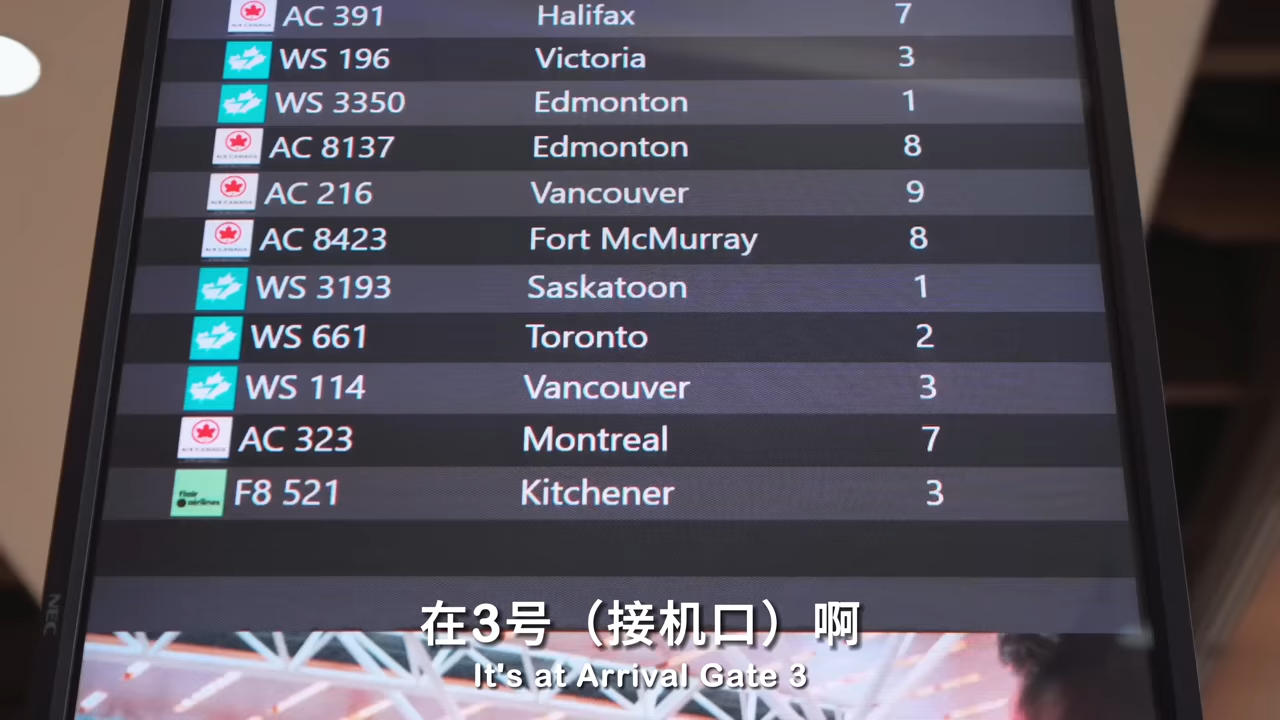 AC 391 Halifax 7
WS 196 Victoria 3
WS 3350 Edmonton 1
AC 8137 Edmonton 8
AC 216 Vancouver 9
AC 8423 Fort McMurray 8
WS 3193 Saskatoon 1
WS 661 Toronto 2
WS 114 Vancouver 3
AC 323 Montreal 7
flair airlines F8 521 Kitchener 3
NEC
在3号（接机口）啊
It's at Arrival Gate 3